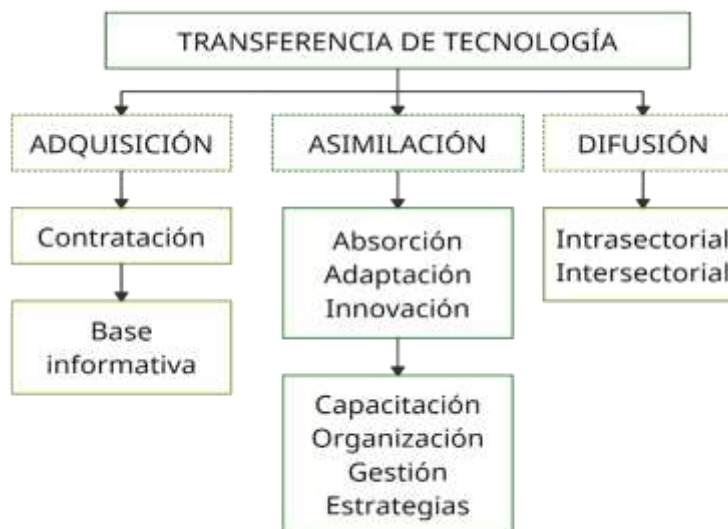 TRANSFERENCIA DE TECNOLOGÍA
ADQUISICIÓN
ASIMILACIÓN
DIFUSIÓN
Contratación
Base
informativa
Absorción
Adaptación
Innovación
Capacitación
Organización
Gestión
Estrategias
Intrasectorial
Intersectorial